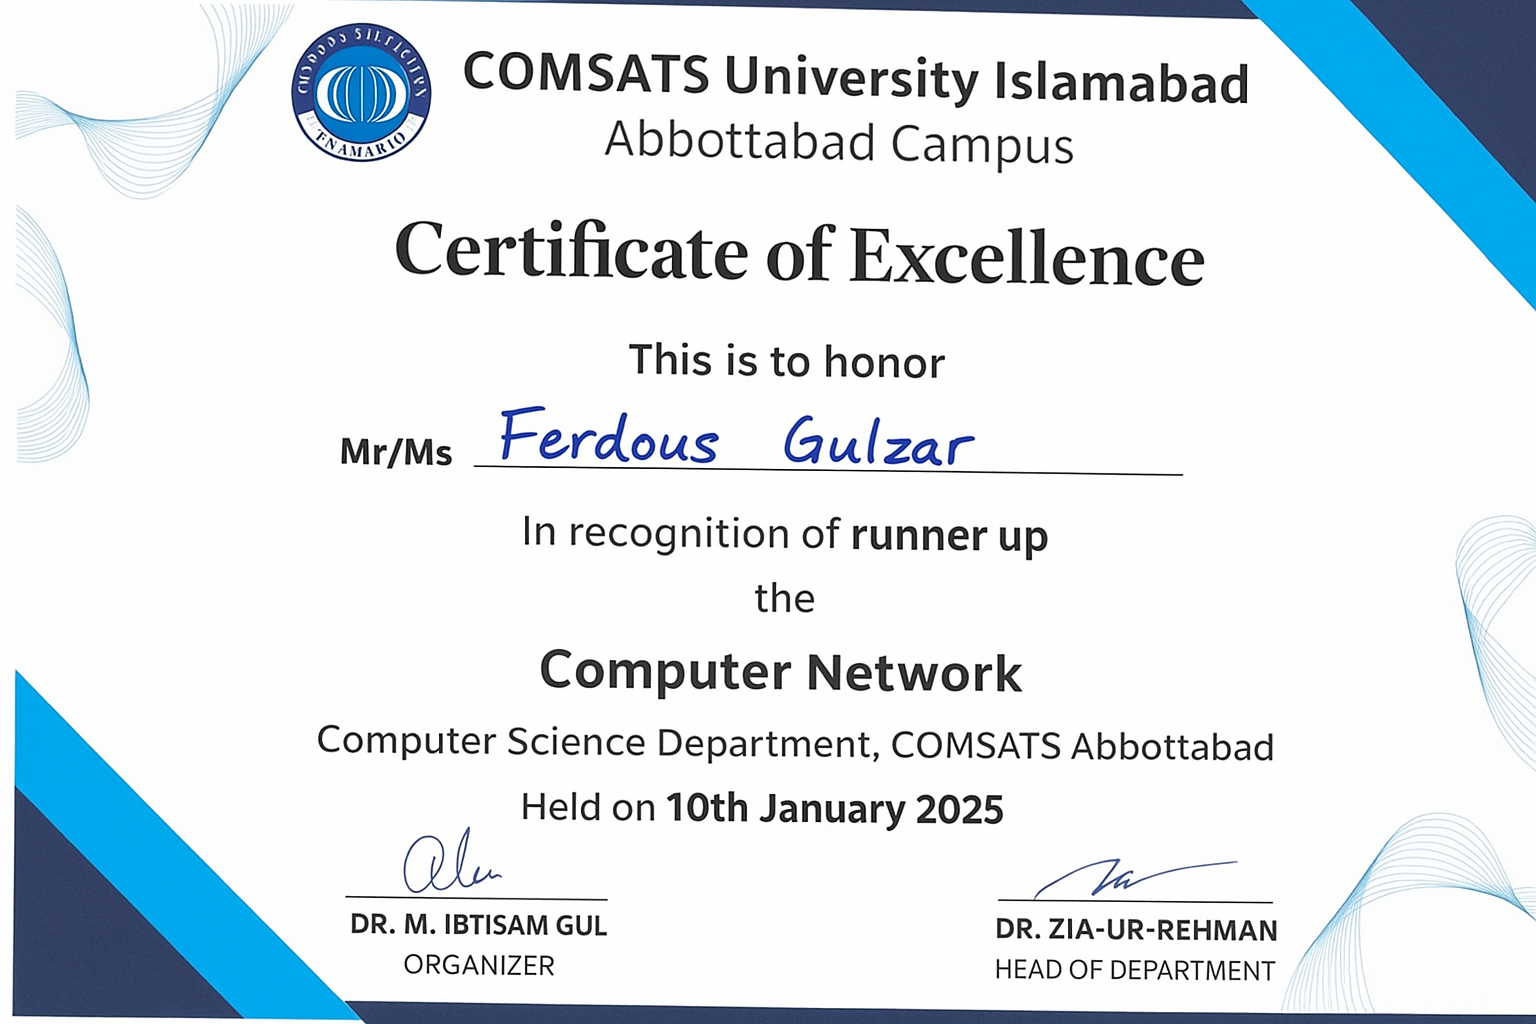 COMSATS University Islamabad
Abbottabad Campus
Certificate of Excellence
This is to honor
Mr/Ms Ferdous Gulzar
In recognition of runner up
the
Computer Network
Computer Science Department, COMSATS Abbottabad
Held on 10th January 2025
DR. M. IBTISAM GUL
ORGANIZER
DR. ZIA-UR-REHMAN
HEAD OF DEPARTMENT